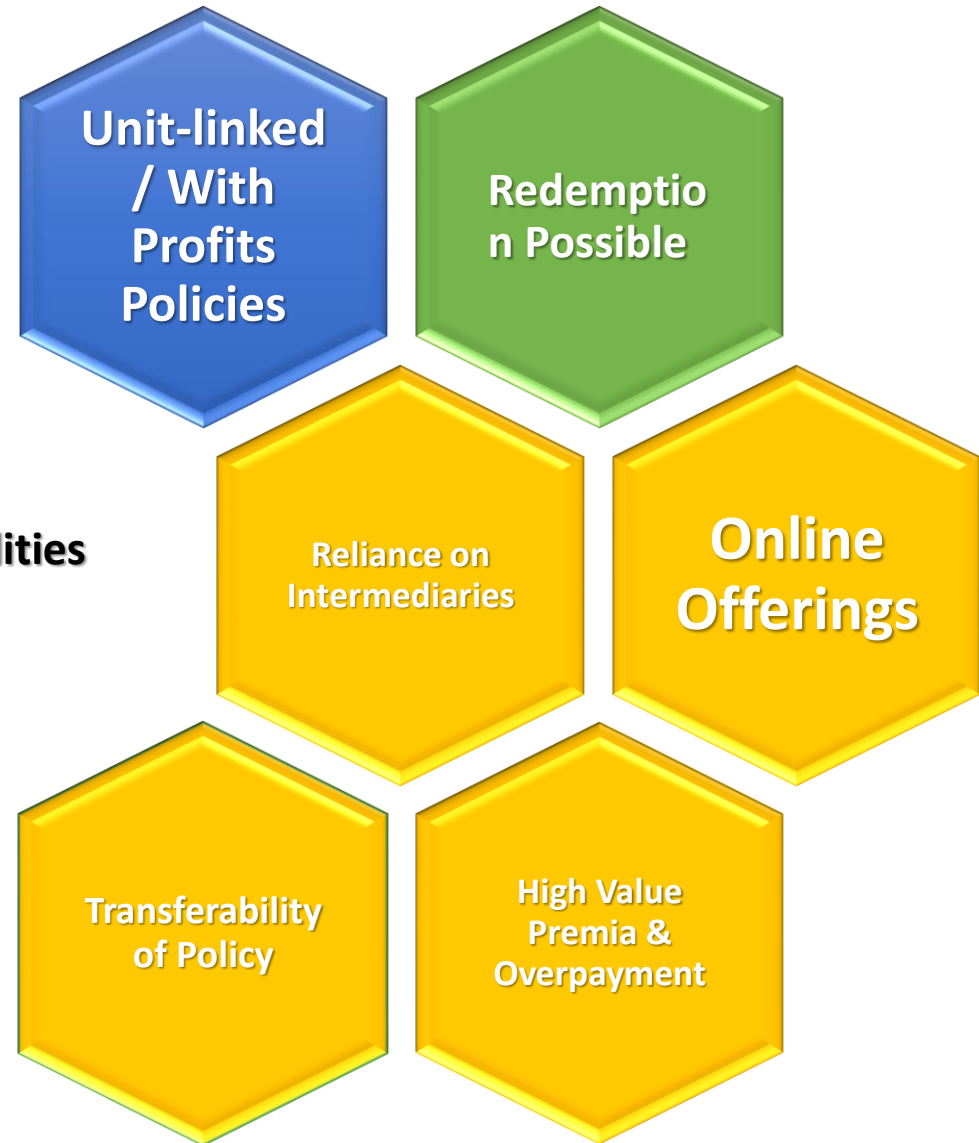 Unit-linked
/ With
Profits
Policies
Redemptio
n Possible
lities
Reliance on
Intermediaries
Online
Offerings
Transferability
of Policy
High Value
Premia &
Overpayment